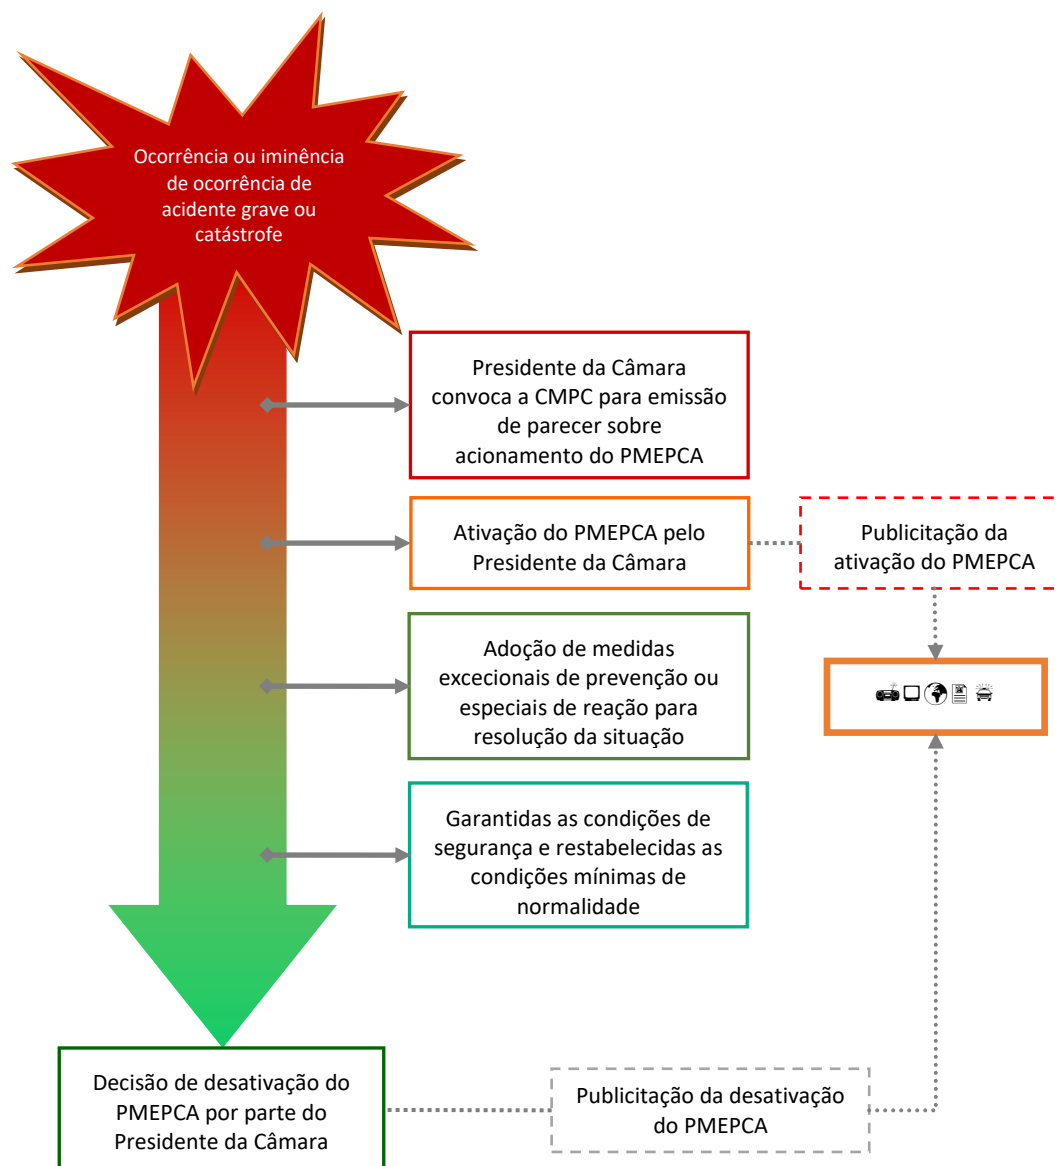 Ocorrência ou iminência
de ocorrência de
acidente grave ou
catástrofe
Presidente da Câmara
convoca a CMPC para emissão
de parecer sobre
acionamento do PMEPCA
Ativação do PMEPCA pelo
Presidente da Câmara
Publicitação da
ativação do PMEPCA
Adoção de medidas
excecionais de prevenção ou
especiais de reação para
resolução da situação
Garantidas as condições de
segurança e restabelecidas as
condições mínimas de
normalidade
Decisão de desativação do
PMEPCA por parte do
Presidente da Câmara
Publicitação da desativação
do PMEPCA